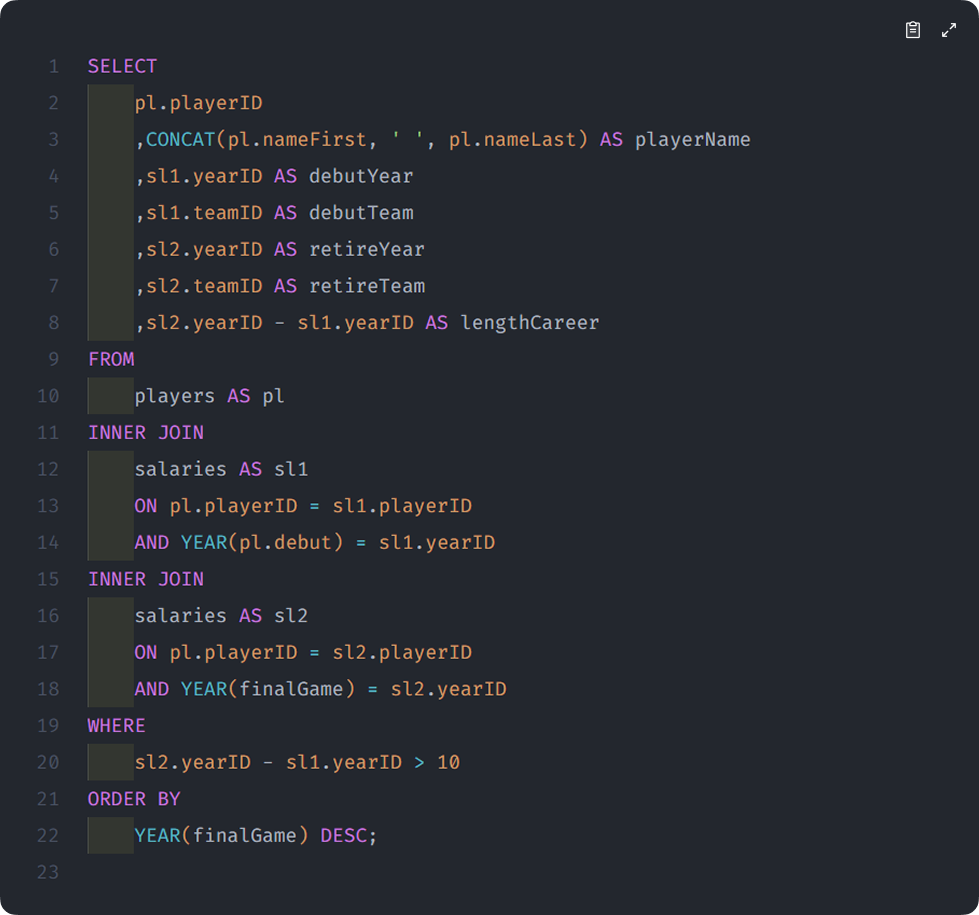 1 SELECT
2     pl.playerID
3     ,CONCAT(pl.nameFirst, ' ', pl.nameLast) AS playerName
4     ,sl1.yearID AS debutYear
5     ,sl1.teamID AS debutTeam
6     ,sl2.yearID AS retireYear
7     ,sl2.teamID AS retireTeam
8     ,sl2.yearID - sl1.yearID AS lengthCareer
9 FROM
10     players AS pl
11 INNER JOIN
12     salaries AS sl1
13     ON pl.playerID = sl1.playerID
14     AND YEAR(pl.debut) = sl1.yearID
15 INNER JOIN
16     salaries AS sl2
17     ON pl.playerID = sl2.playerID
18     AND YEAR(finalGame) = sl2.yearID
19 WHERE
20     sl2.yearID - sl1.yearID > 10
21 ORDER BY
22     YEAR(finalGame) DESC;
23